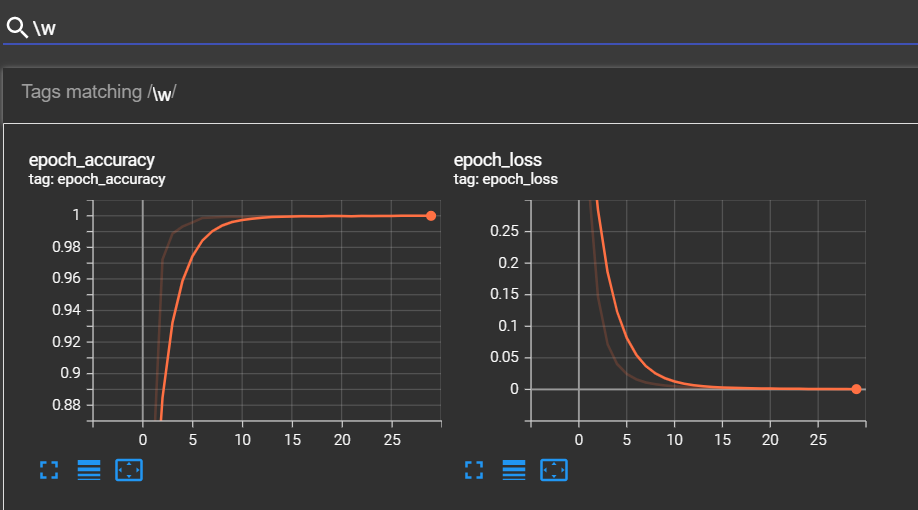 \w
Tags matching /\w/
epoch_accuracy
tag: epoch_accuracy
1
0.98
0.96
0.94
0.92
0.9
0.88
0 5 10 15 20 25
epoch_loss
tag: epoch_loss
0.25
0.2
0.15
0.1
0.05
0
0 5 10 15 20 25